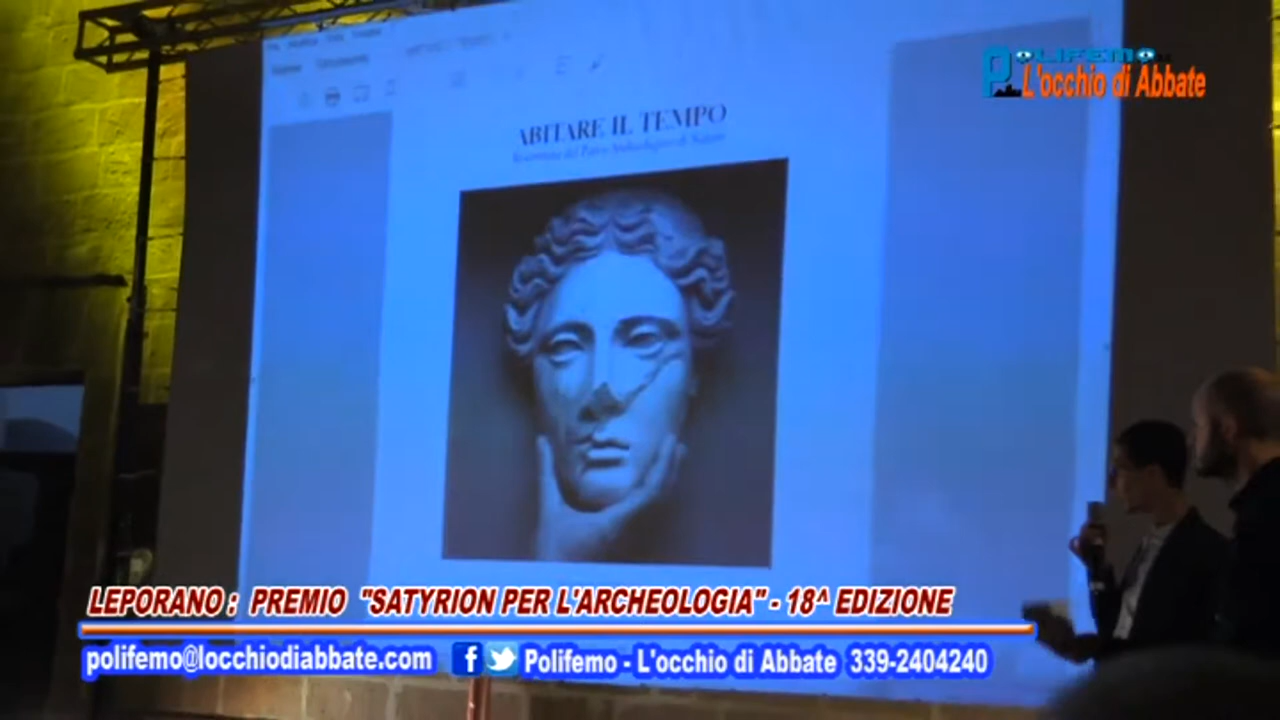 POLIFEMO
L'occhio di Abbate
ABITARE IL TEMPO
LEPORANO : PREMIO "SATYRION PER L'ARCHEOLOGIA" - 18^ EDIZIONE
polifemo@locchiodiabbate.com f Polifemo - L'occhio di Abbate 339-2404240